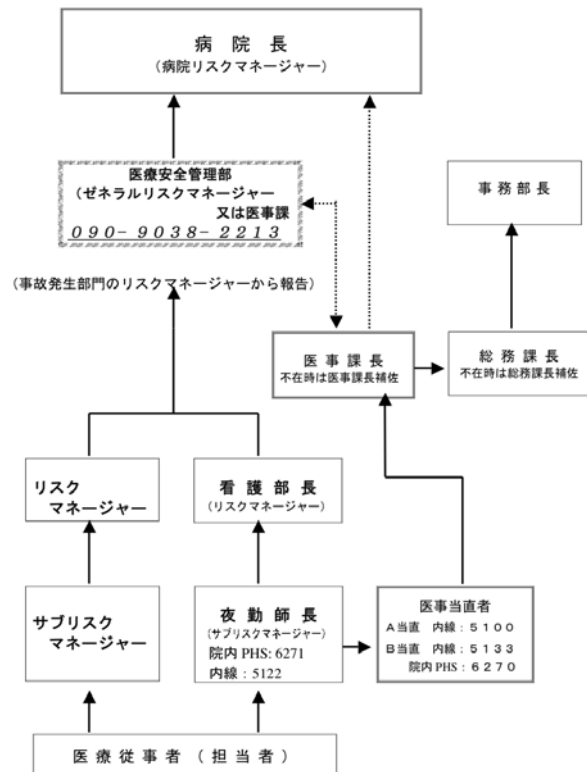 病院長
（病院リスクマネージャー）
医療安全管理部
（ゼネラルリスクマネージャー
又は医事課
090-9038-2213
（事故発生部門のリスクマネージャーから報告）
事務部長
医事課長
不在時は医事課長補佐
総務課長
不在時は総務課長補佐
リスク
マネージャー
看護部長
（リスクマネージャー）
サブリスク
マネージャー
夜勤師長
（サブリスクマネージャー）
院内 PHS: 6271
内線：5122
医事当直者
A当直 内線：5100
B当直 内線：5133
院内 PHS：6270
医療従事者（担当者）